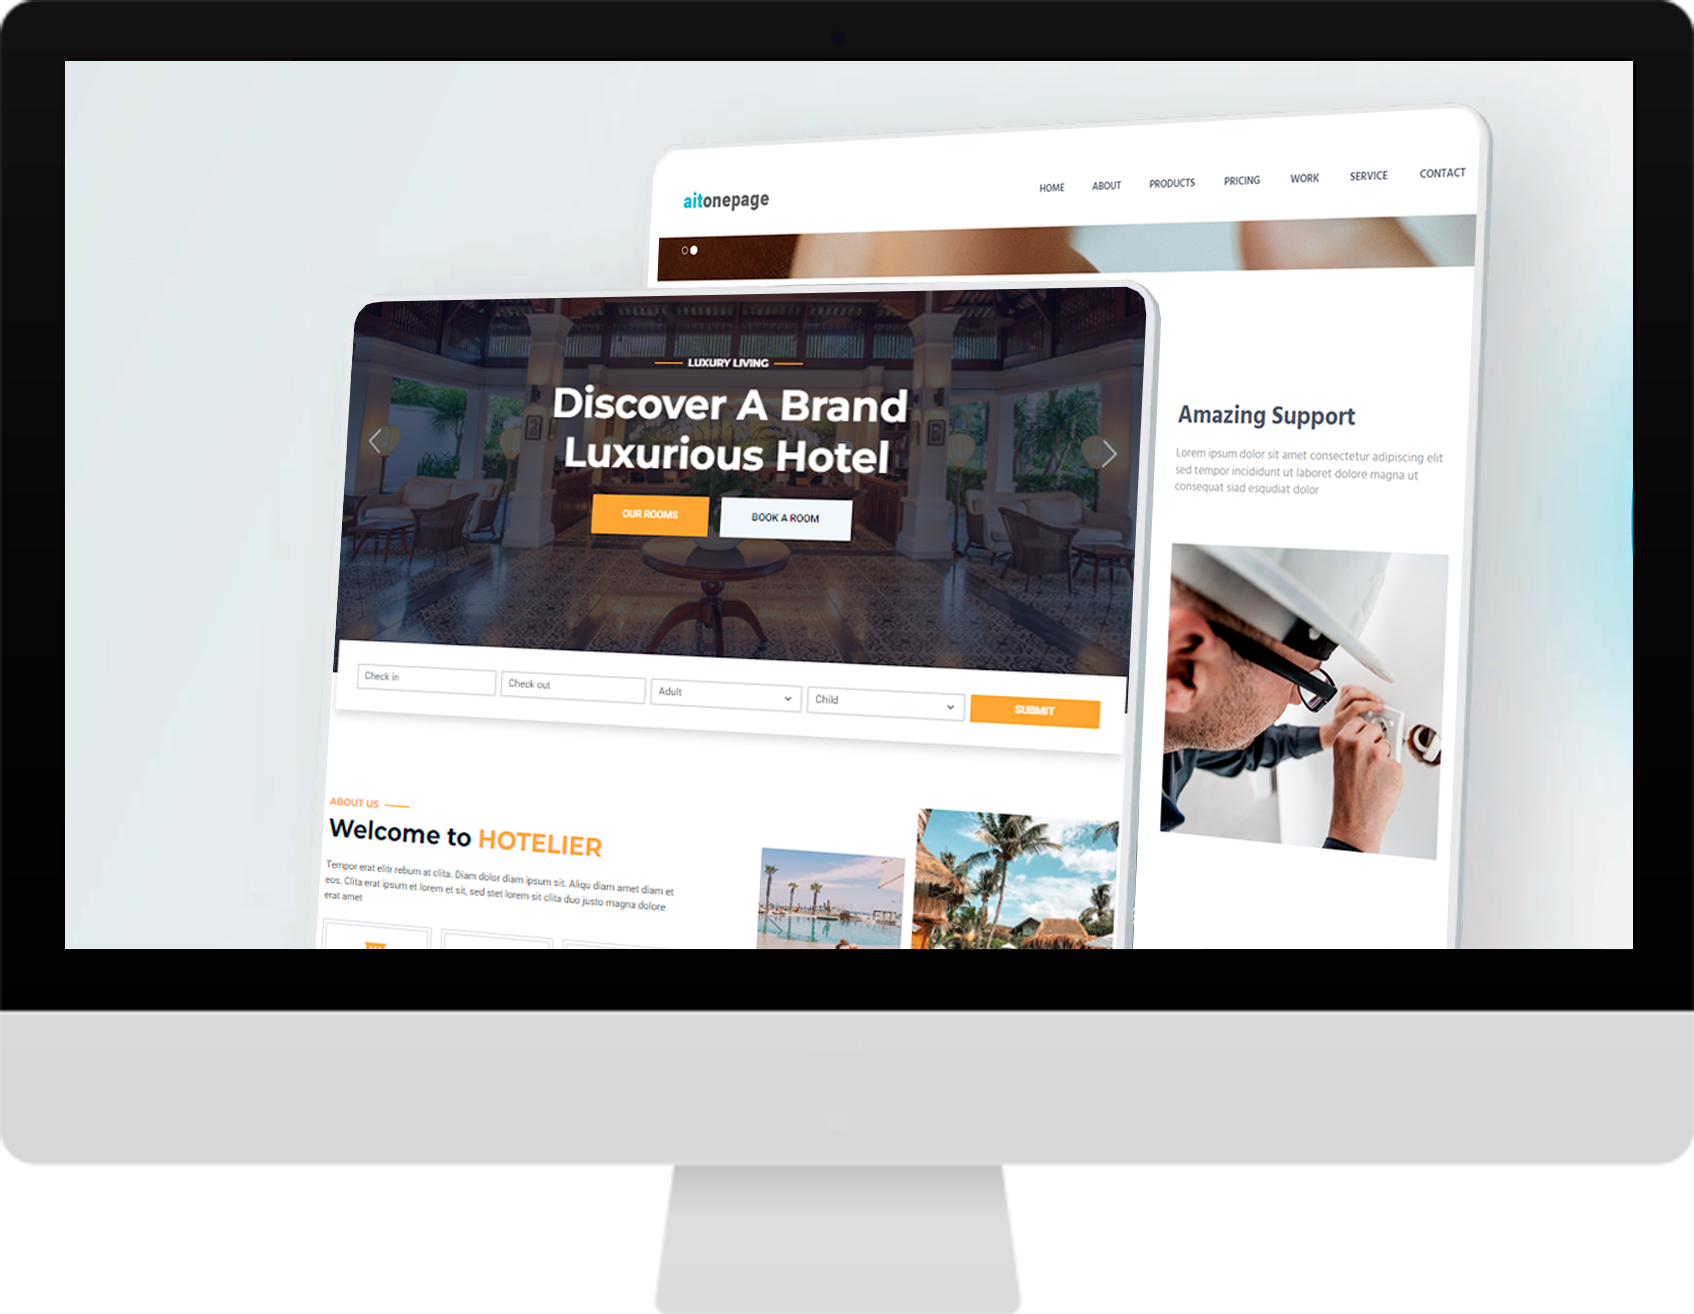 aitonepage
HOME ABOUT PRODUCTS PRICING WORK SERVICE CONTACT
LUXURY LIVING
Discover A Brand
Luxurious Hotel
OUR ROOMS BOOK A ROOM
Check in Check out Adult Child SUBMIT
ABOUT US
Welcome to HOTELIER
Tempor erat elitr rebum at clita. Diam dolor diam ipsum sit. Aliqu diam amet diam et
eos. Clita erat ipsum et lorem et sit, sed stet lorem sit clita duo justo magna dolore
erat amet
Amazing Support
Lorem ipsum dolor sit amet consectetur adipiscing elit
sed tempor incididunt ut laboret dolore magna ut
consequat siad esqudiat dolor